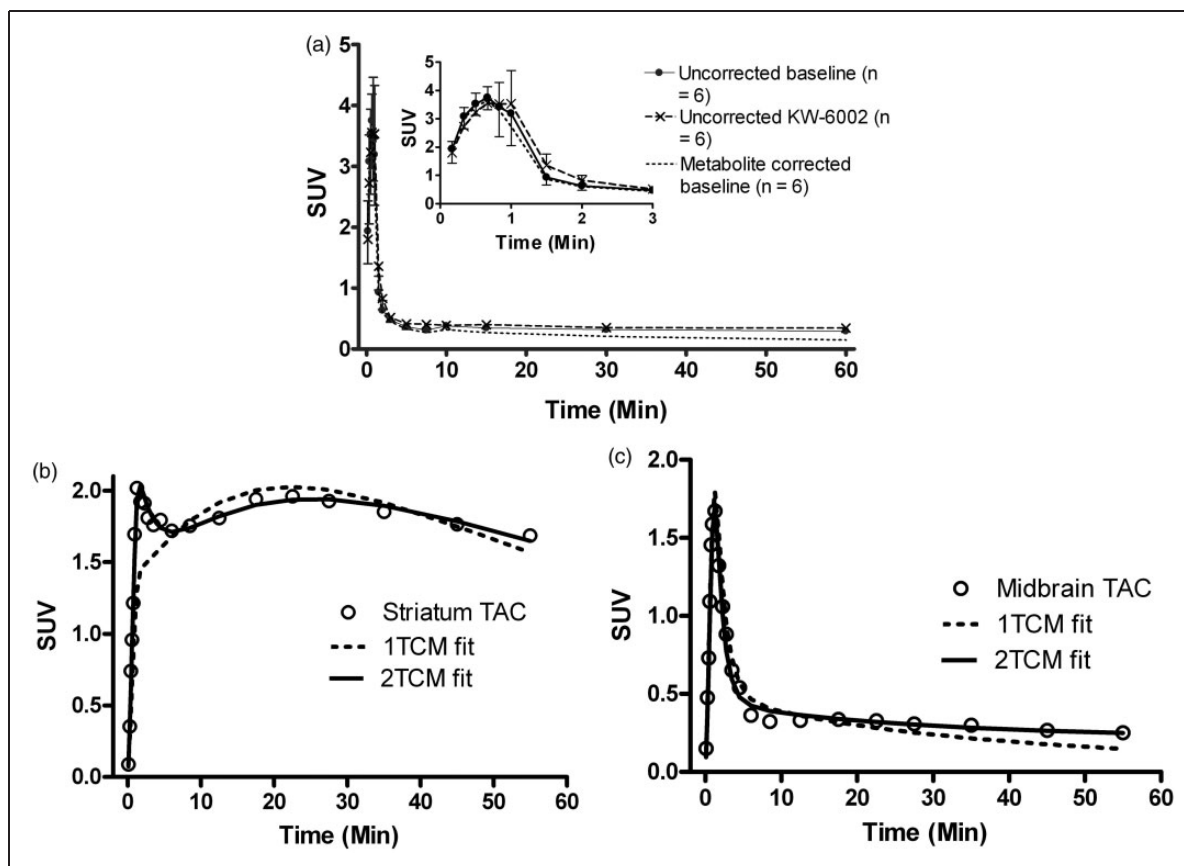 (a)
5
4
3
2
1
0
SUV
0 10 20 30 40 50 60
Time (Min)
5
4
3
2
1
0
SUV
0 1 2 3
Time (Min)
Uncorrected baseline (n
= 6)
Uncorrected KW-6002 (n
= 6)
Metabolite corrected
baseline (n = 6)
(b)
2.0
1.5
1.0
0.5
0.0
SUV
Striatum TAC
1TCM fit
2TCM fit
0 10 20 30 40 50 60
Time (Min)
(c)
2.0
1.5
1.0
0.5
0.0
SUV
Midbrain TAC
1TCM fit
2TCM fit
0 10 20 30 40 50 60
Time (Min)